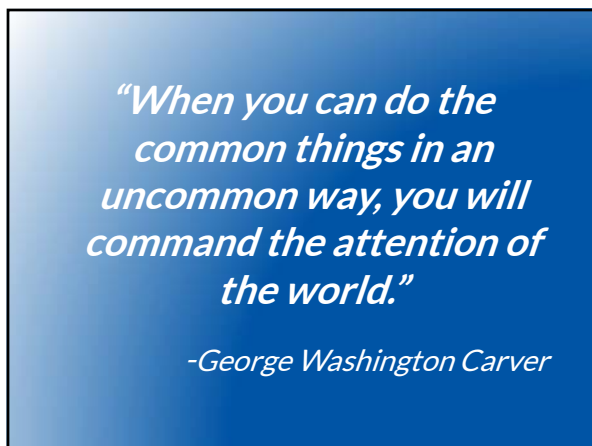 “When you can do the
common things in an
uncommon way, you will
command the attention of
the world.”
-George Washington Carver